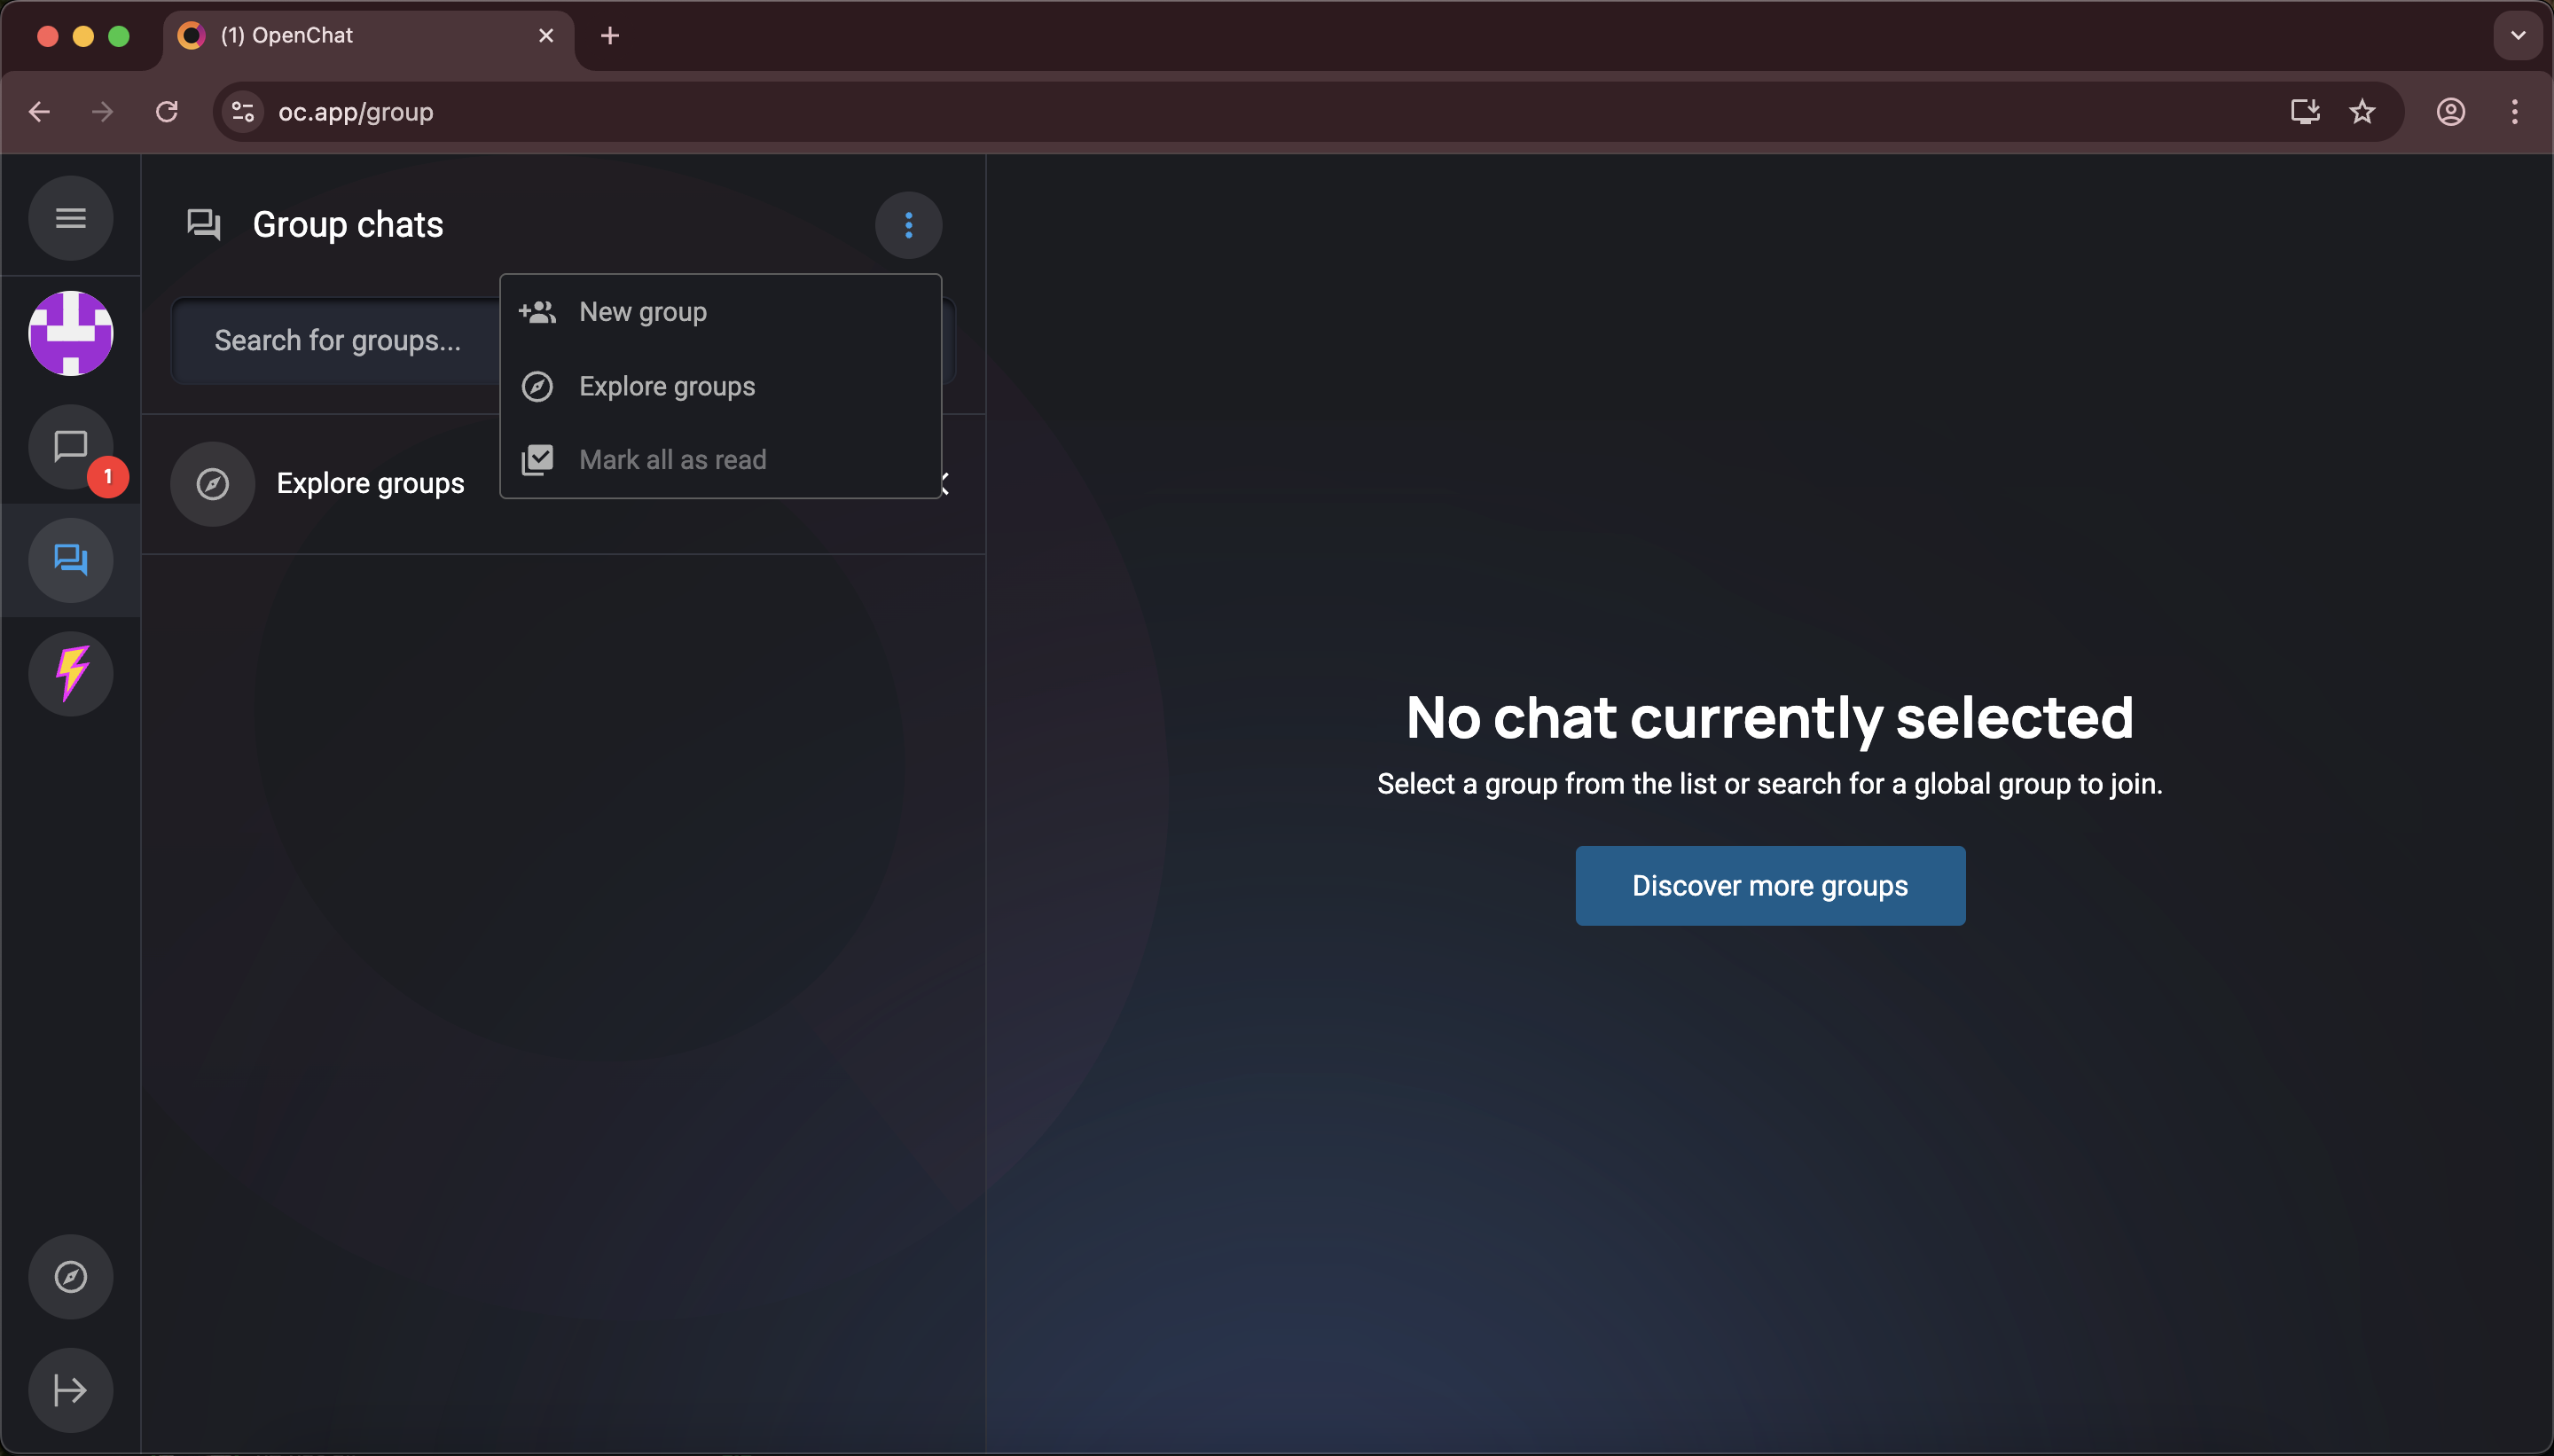 (1) OpenChat
oc.app/group
Group chats
New group
Search for groups...
Explore groups
Mark all as read
1
Explore groups
No chat currently selected
Select a group from the list or search for a global group to join.
Discover more groups